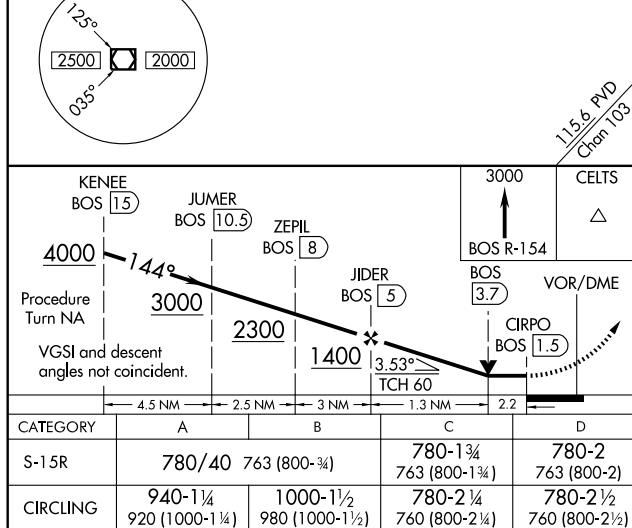 125°
2500 2000
035°
115.6 PVD
Chan 103
KENEE
BOS 15
JUMER
BOS 10.5
ZEPIL
BOS 8
JIDER
BOS 5
3000
BOS R-154
CELTS
BOS
3.7
VOR/DME
CIRPO
BOS 1.5
4000
144°
3000
2300
1400
Procedure
Turn NA
VGSI and descent
angles not coincident.
3.53°
TCH 60
4.5 NM 2.5 NM 3 NM 1.3 NM 2.2
CATEGORY A B C D
S-15R 780/40 763 (800-¾) 780-1¾ 763 (800-1¾) 780-2 763 (800-2)
CIRCLING 940-1¼ 920 (1000-1¼) 1000-1½ 980 (1000-1½) 780-2¼ 760 (800-2¼) 780-2½ 760 (800-2½)